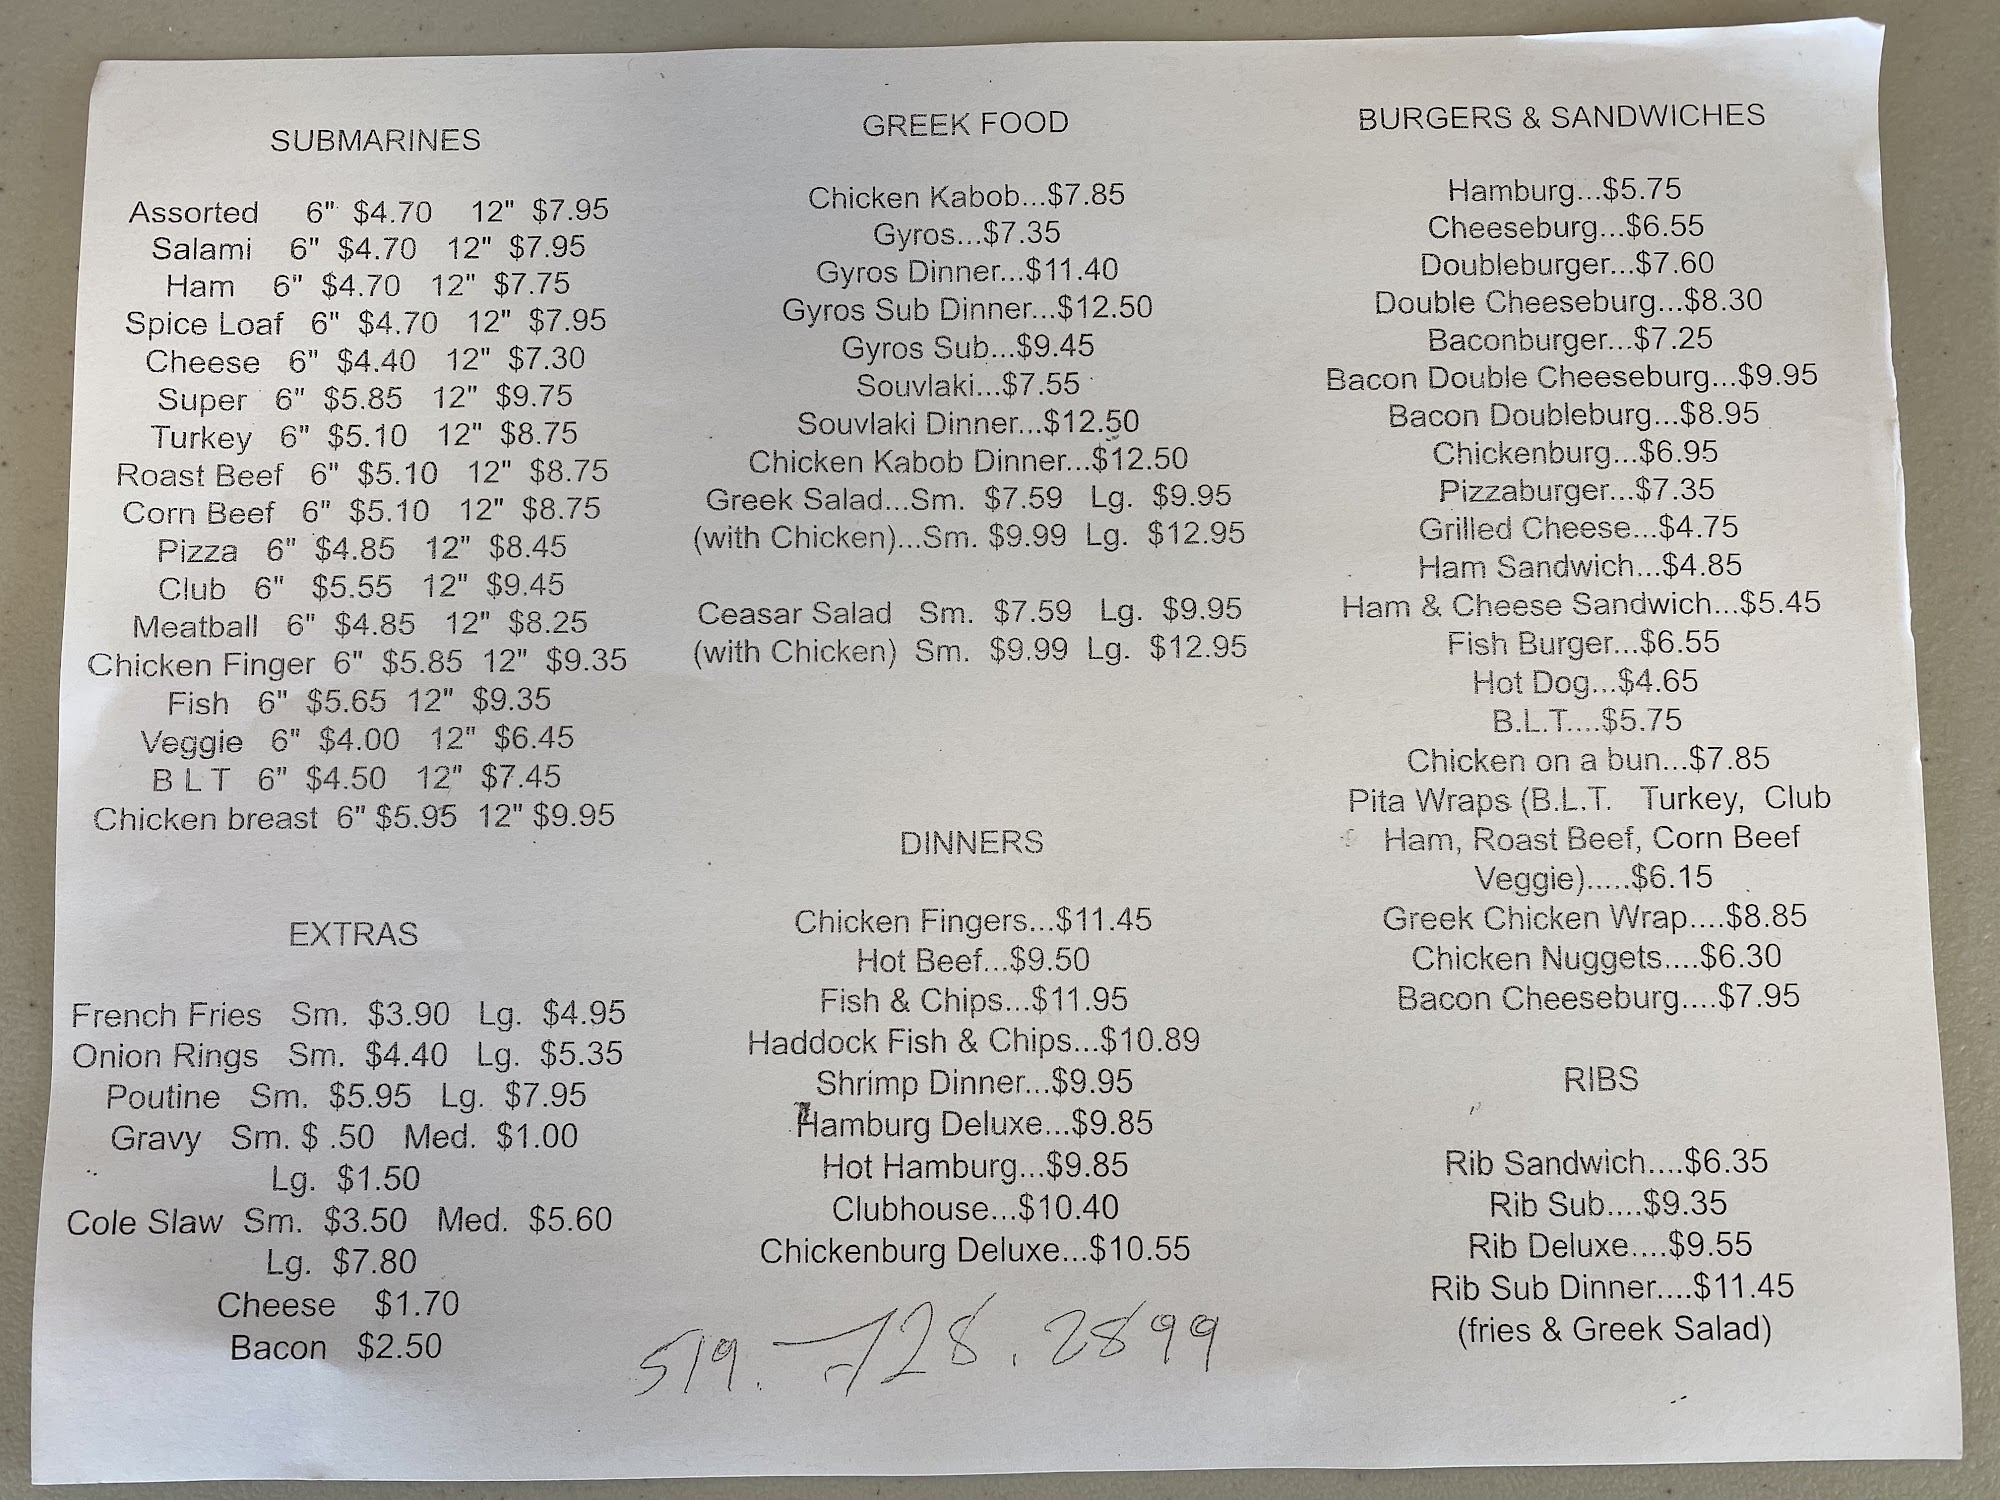 SUBMARINES
Assorted 6" $4.70 12" $7.95
Salami 6" $4.70 12" $7.95
Ham 6" $4.70 12" $7.75
Spice Loaf 6" $4.70 12" $7.95
Cheese 6" $4.40 12" $7.30
Super 6" $5.85 12" $9.75
Turkey 6" $5.10 12" $8.75
Roast Beef 6" $5.10 12" $8.75
Corn Beef 6" $5.10 12" $8.75
Pizza 6" $4.85 12" $8.45
Club 6" $5.55 12" $9.45
Meatball 6" $4.85 12" $8.25
Chicken Finger 6" $5.85 12" $9.35
Fish 6" $5.65 12" $9.35
Veggie 6" $4.00 12" $6.45
B L T 6" $4.50 12" $7.45
Chicken breast 6" $5.95 12" $9.95
EXTRAS
French Fries Sm. $3.90 Lg. $4.95
Onion Rings Sm. $4.40 Lg. $5.35
Poutine Sm. $5.95 Lg. $7.95
Gravy Sm. $ .50 Med. $1.00
Lg. $1.50
Cole Slaw Sm. $3.50 Med. $5.60
Lg. $7.80
Cheese $1.70
Bacon $2.50
GREEK FOOD
Chicken Kabob...$7.85
Gyros...$7.35
Gyros Dinner...$11.40
Gyros Sub Dinner...$12.50
Gyros Sub...$9.45
Souvlaki...$7.55
Souvlaki Dinner...$12.50
Chicken Kabob Dinner...$12.50
Greek Salad...Sm. $7.59 Lg. $9.95
(with Chicken)...Sm. $9.99 Lg. $12.95
Ceasar Salad Sm. $7.59 Lg. $9.95
(with Chicken) Sm. $9.99 Lg. $12.95
DINNERS
Chicken Fingers...$11.45
Hot Beef...$9.50
Fish & Chips...$11.95
Haddock Fish & Chips...$10.89
Shrimp Dinner...$9.95
Hamburg Deluxe...$9.85
Hot Hamburg...$9.85
Clubhouse...$10.40
Chickenburg Deluxe...$10.55
519. 728. 2899
BURGERS & SANDWICHES
Hamburg...$5.75
Cheeseburg...$6.55
Doubleburger...$7.60
Double Cheeseburg...$8.30
Baconburger...$7.25
Bacon Double Cheeseburg...$9.95
Bacon Doubleburg...$8.95
Chickenburg...$6.95
Pizzaburger...$7.35
Grilled Cheese...$4.75
Ham Sandwich...$4.85
Ham & Cheese Sandwich...$5.45
Fish Burger...$6.55
Hot Dog...$4.65
B.L.T....$5.75
Chicken on a bun...$7.85
Pita Wraps (B.L.T. Turkey, Club
Ham, Roast Beef, Corn Beef
Veggie).....$6.15
Greek Chicken Wrap....$8.85
Chicken Nuggets....$6.30
Bacon Cheeseburg....$7.95
RIBS
Rib Sandwich....$6.35
Rib Sub....$9.35
Rib Deluxe....$9.55
Rib Sub Dinner....$11.45
(fries & Greek Salad)